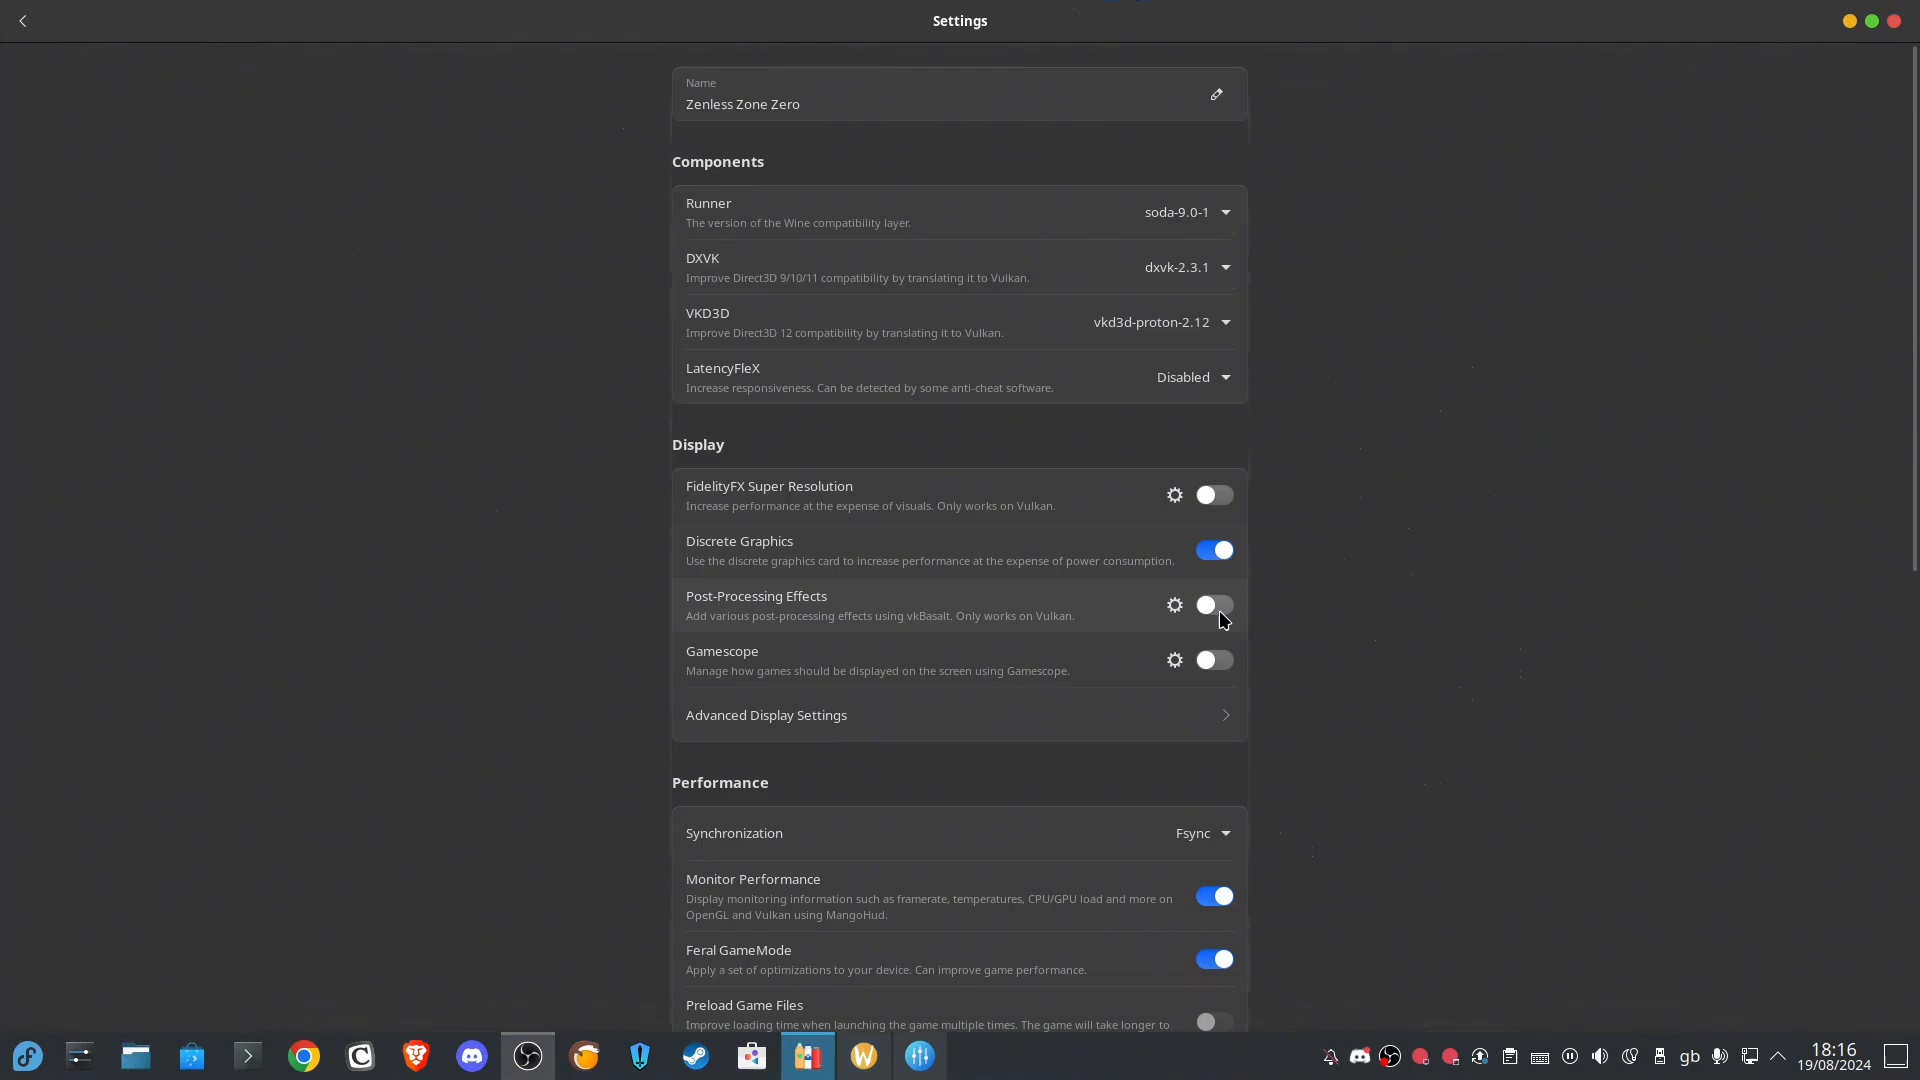 Settings
Name
Zenless Zone Zero
Components
Runner
The version of the Wine compatibility layer.
soda-9.0-1
DXVK
Improve Direct3D 9/10/11 compatibility by translating it to Vulkan.
dxvk-2.3.1
VKD3D
Improve Direct3D 12 compatibility by translating it to Vulkan.
vkd3d-proton-2.12
LatencyFleX
Increase responsiveness. Can be detected by some anti-cheat software.
Disabled
Display
FidelityFX Super Resolution
Increase performance at the expense of visuals. Only works on Vulkan.
Discrete Graphics
Use the discrete graphics card to increase performance at the expense of power consumption.
Post-Processing Effects
Add various post-processing effects using vkBasalt. Only works on Vulkan.
Gamescope
Manage how games should be displayed on the screen using Gamescope.
Advanced Display Settings
Performance
Synchronization
Fsync
Monitor Performance
Display monitoring information such as framerate, temperatures, CPU/GPU load and more on
OpenGL and Vulkan using MangoHud.
Feral GameMode
Apply a set of optimizations to your device. Can improve game performance.
Preload Game Files
Improve loading time when launching the game multiple times. The game will take longer to
gb
18:16
19/08/2024